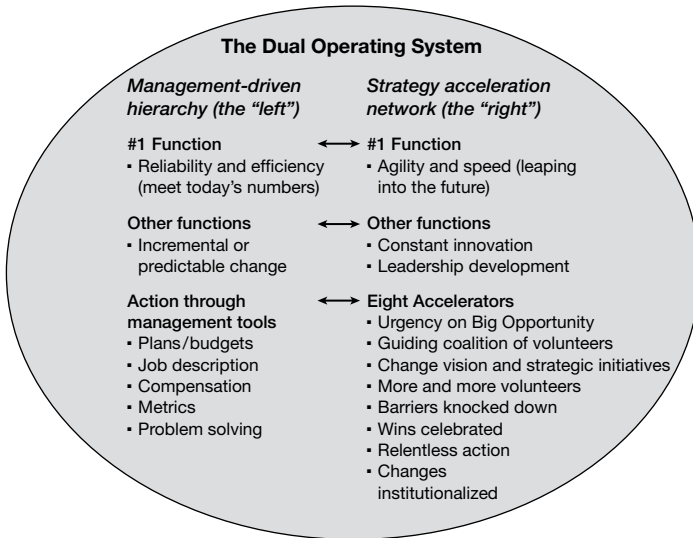 The Dual Operating System
Management-driven
hierarchy (the “left”)
#1 Function
▪ Reliability and efficiency
(meet today’s numbers)
Other functions
▪ Incremental or
predictable change
Action through
management tools
▪ Plans/budgets
▪ Job description
▪ Compensation
▪ Metrics
▪ Problem solving
Strategy acceleration
network (the “right”)
#1 Function
▪ Agility and speed (leaping
into the future)
Other functions
▪ Constant innovation
▪ Leadership development
Eight Accelerators
▪ Urgency on Big Opportunity
▪ Guiding coalition of volunteers
▪ Change vision and strategic initiatives
▪ More and more volunteers
▪ Barriers knocked down
▪ Wins celebrated
▪ Relentless action
▪ Changes
institutionalized